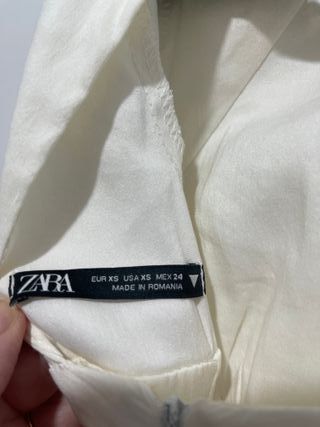 ZARA
EUR XS USA XS MEX 24
MADE IN ROMANIA